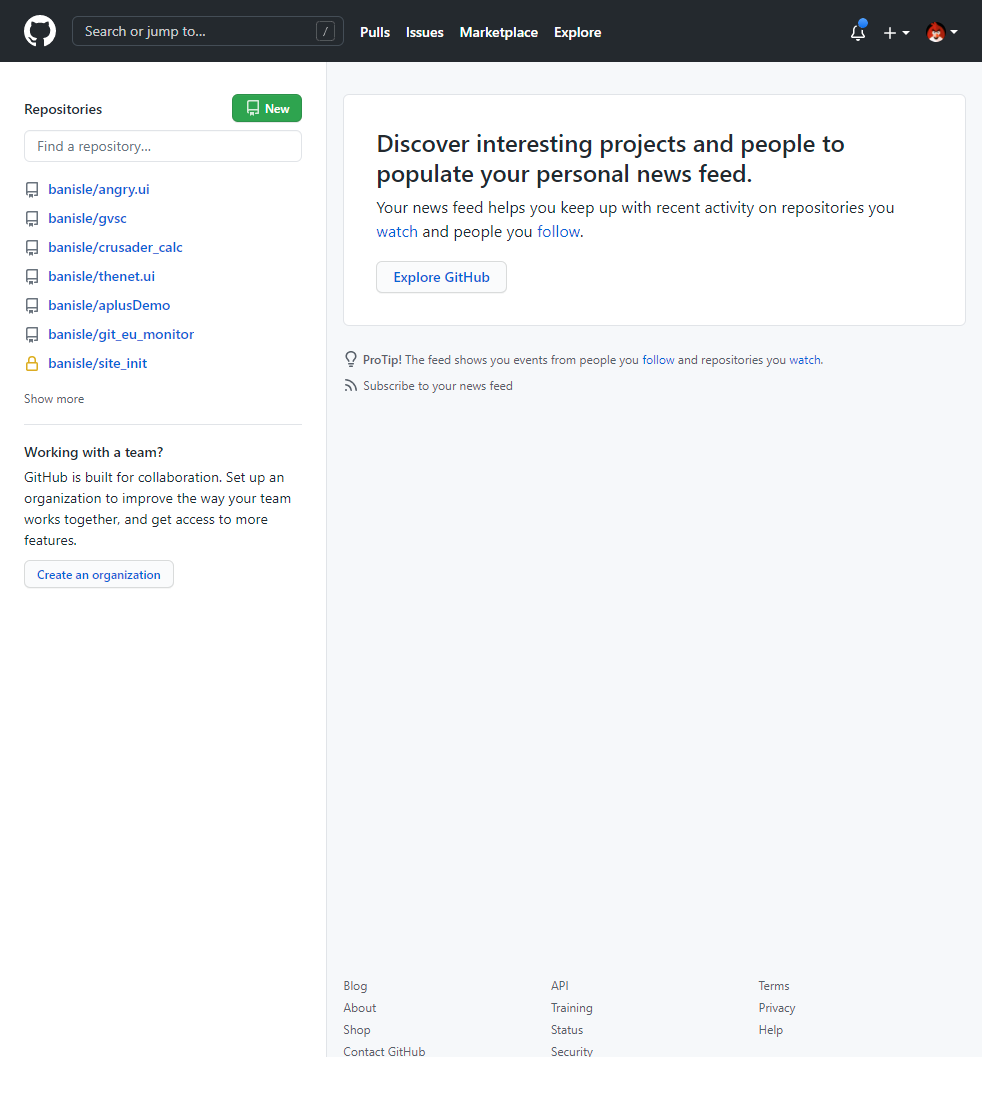 Search or jump to... /
Pulls Issues Marketplace Explore
Repositories
New
Find a repository...
banisle/angry.ui
banisle/gvsc
banisle/crusader_calc
banisle/thenet.ui
banisle/aplusDemo
banisle/git_eu_monitor
banisle/site_init
Show more
Working with a team?
GitHub is built for collaboration. Set up an
organization to improve the way your team
works together, and get access to more
features.
Create an organization
Discover interesting projects and people to
populate your personal news feed.
Your news feed helps you keep up with recent activity on repositories you
watch and people you follow.
Explore GitHub
ProTip! The feed shows you events from people you follow and repositories you watch.
Subscribe to your news feed
Blog
About
Shop
Contact GitHub
API
Training
Status
Security
Terms
Privacy
Help